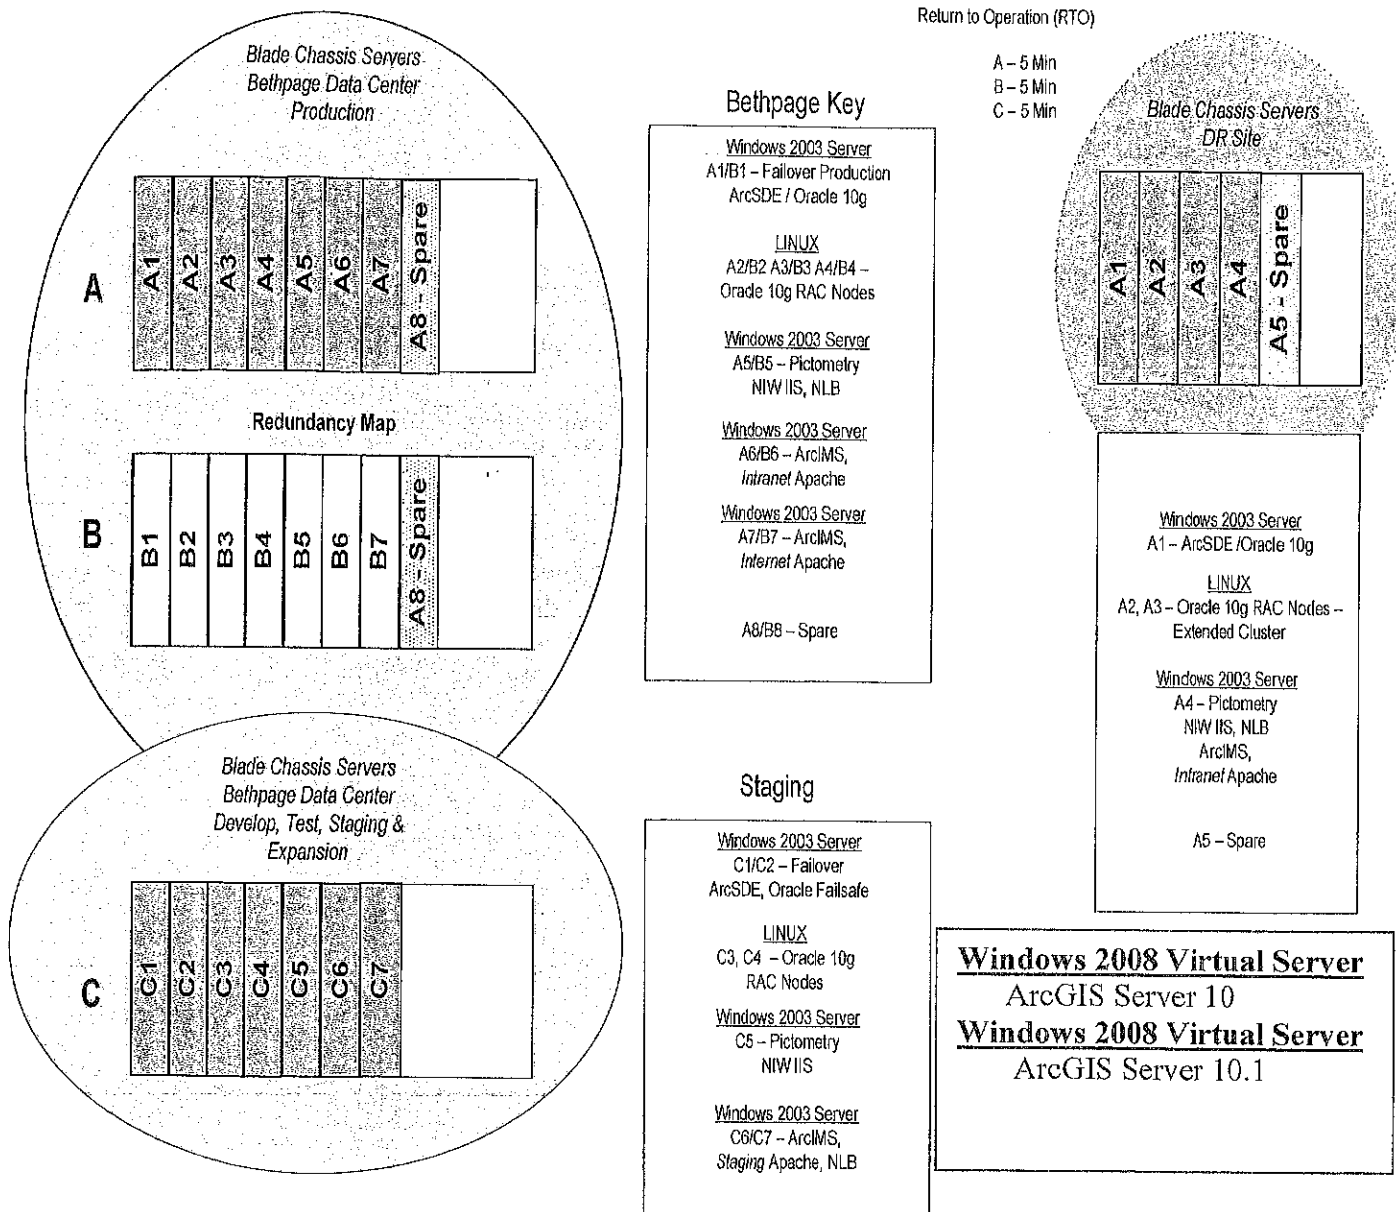 Return to Operation (RTO)
A – 5 Min
B – 5 Min
C – 5 Min
Blade Chassis Servers
Bethpage Data Center
Production
A
A1
A2
A3
A4
A5
A6
A7
A8 - Spare
Redundancy Map
B
B1
B2
B3
B4
B5
B6
B7
A8 - Spare
Blade Chassis Servers
Bethpage Data Center
Develop, Test, Staging &
Expansion
C
C1
C2
C3
C4
C5
C6
C7
Bethpage Key
Windows 2003 Server
A1/B1 – Failover Production
ArcSDE / Oracle 10g
LINUX
A2/B2 A3/B3 A4/B4 –
Oracle 10g RAC Nodes
Windows 2003 Server
A5/B5 – Pictometry
NIW IIS, NLB
Windows 2003 Server
A6/B6 – ArcIMS,
Intranet Apache
Windows 2003 Server
A7/B7 – ArcIMS,
Internet Apache
A8/B8 – Spare
Staging
Windows 2003 Server
C1/C2 – Failover
ArcSDE, Oracle Failsafe
LINUX
C3, C4 – Oracle 10g
RAC Nodes
Windows 2003 Server
C5 – Pictometry
NIW IIS
Windows 2003 Server
C6/C7 – ArcIMS,
Staging Apache, NLB
Blade Chassis Servers
DR Site
A1
A2
A3
A4
A5 - Spare
Windows 2003 Server
A1 – ArcSDE /Oracle 10g
LINUX
A2, A3 – Oracle 10g RAC Nodes –
Extended Cluster
Windows 2003 Server
A4 – Pictometry
NIW IIS, NLB
ArcIMS,
Intranet Apache
A5 – Spare
Windows 2008 Virtual Server
ArcGIS Server 10
Windows 2008 Virtual Server
ArcGIS Server 10.1